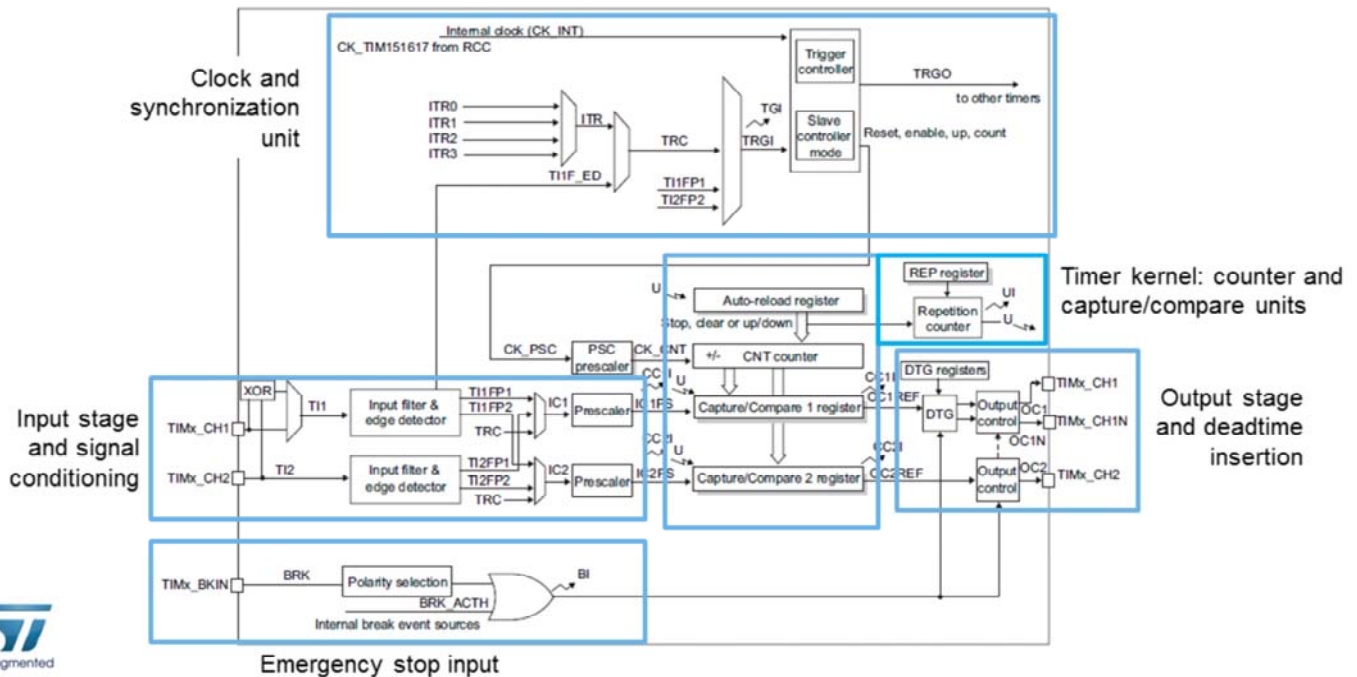 Internal clock (CK_INT)
CK_TIM151617 from RCC
Trigger
controller
TRGO
to other timers
Clock and
synchronization
unit
ITR0
ITR1
ITR2
ITR3
ITR
TRC
TI1F_ED
TI1FP1
TI2FP2
TGI
TRGI
Slave
controller
mode
Reset, enable, up, count
REP register
UI
Repetition
counter
U
Timer kernel: counter and
capture/compare units
U
Auto-reload register
Stop, clear or up/down
CK_PSC
PSC
prescaler
CK_CNT
+/-
CNT counter
Input stage
and signal
conditioning
XOR
TI1
TIMx_CH1
Input filter &
edge detector
TI1FP1
TI1FP2
TRC
IC1
Prescaler
IC1PS
U
Capture/Compare 1 register
OC1REF
TI2
TIMx_CH2
Input filter &
edge detector
TI2FP1
TI2FP2
TRC
IC2
Prescaler
IC2PS
CC2I
U
Capture/Compare 2 register
CC2I
OC2REF
DTG registers
DTG
Output
control
OC1
OC1N
Output
control
OC2
TIMx_CH1
TIMx_CH1N
TIMx_CH2
Output stage
and deadtime
insertion
TIMx_BKIN
BRK
Polarity selection
BRK_ACTH
Internal break event sources
BI
Emergency stop input
ST